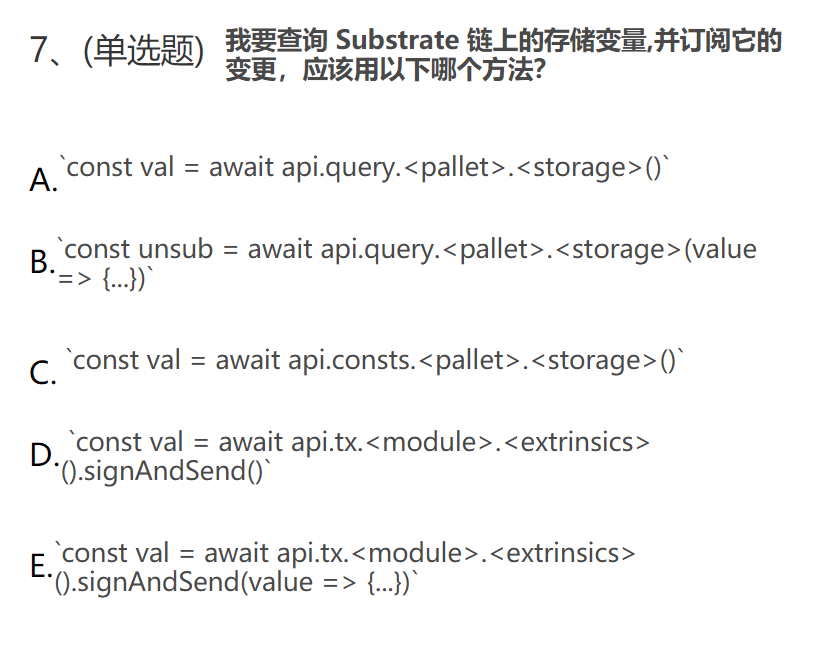 7、(单选题) 我要查询 Substrate 链上的存储变量,并订阅它的
变更，应该用以下哪个方法？
A. `const val = await api.query.<pallet>.<storage>()`
B. `const unsub = await api.query.<pallet>.<storage>(value
=> {...})`
C. `const val = await api.consts.<pallet>.<storage>()`
D. `const val = await api.tx.<module>.<extrinsics>
().signAndSend()`
E. `const val = await api.tx.<module>.<extrinsics>
().signAndSend(value => {...})`